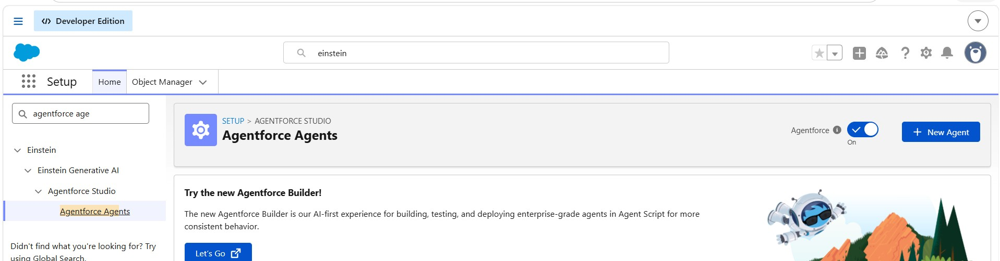 Developer Edition
einstein
Setup
Home
Object Manager
agentforce age
SETUP > AGENTFORCE STUDIO
Agentforce Agents
Agentforce
On
New Agent
Einstein
Einstein Generative AI
Agentforce Studio
Agentforce Agents
Didn't find what you're looking for? Try
using Global Search.
Try the new Agentforce Builder!
The new Agentforce Builder is our AI-first experience for building, testing, and deploying enterprise-grade agents in Agent Script for more
consistent behavior.
Let's Go